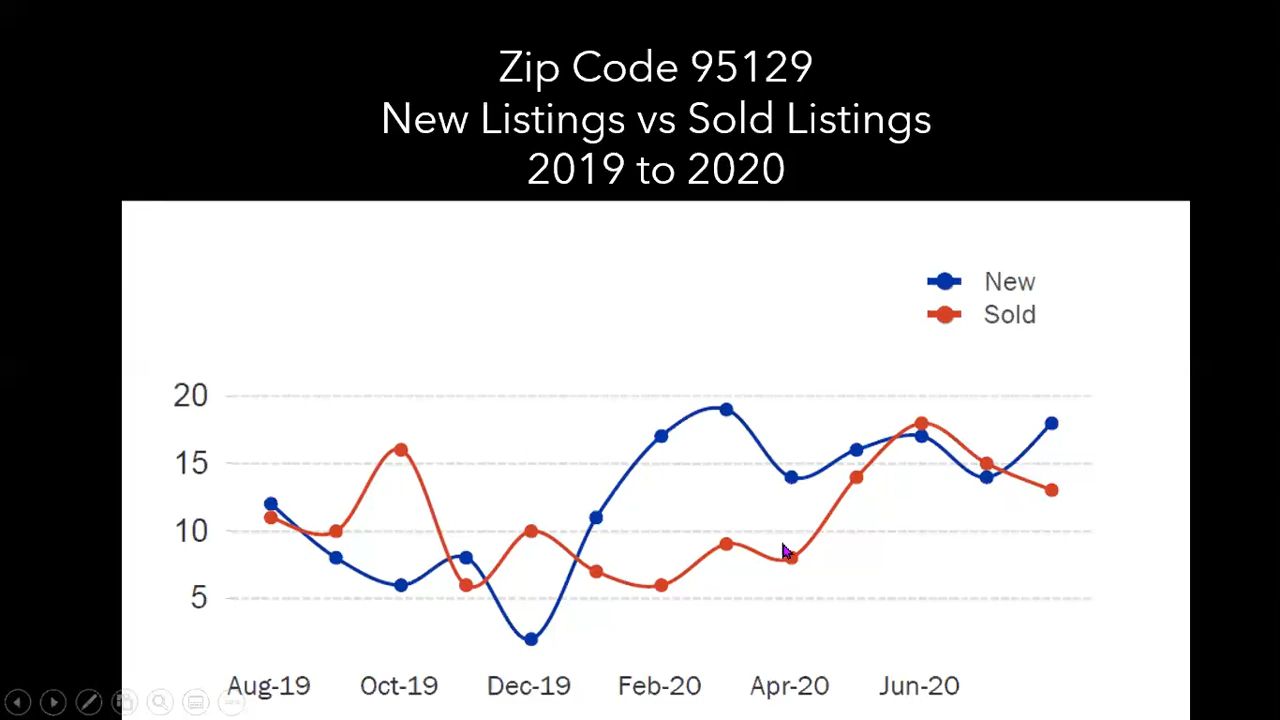 Zip Code 95129
New Listings vs Sold Listings
2019 to 2020
New
Sold
20
15
10
5
Aug-19 Oct-19 Dec-19 Feb-20 Apr-20 Jun-20